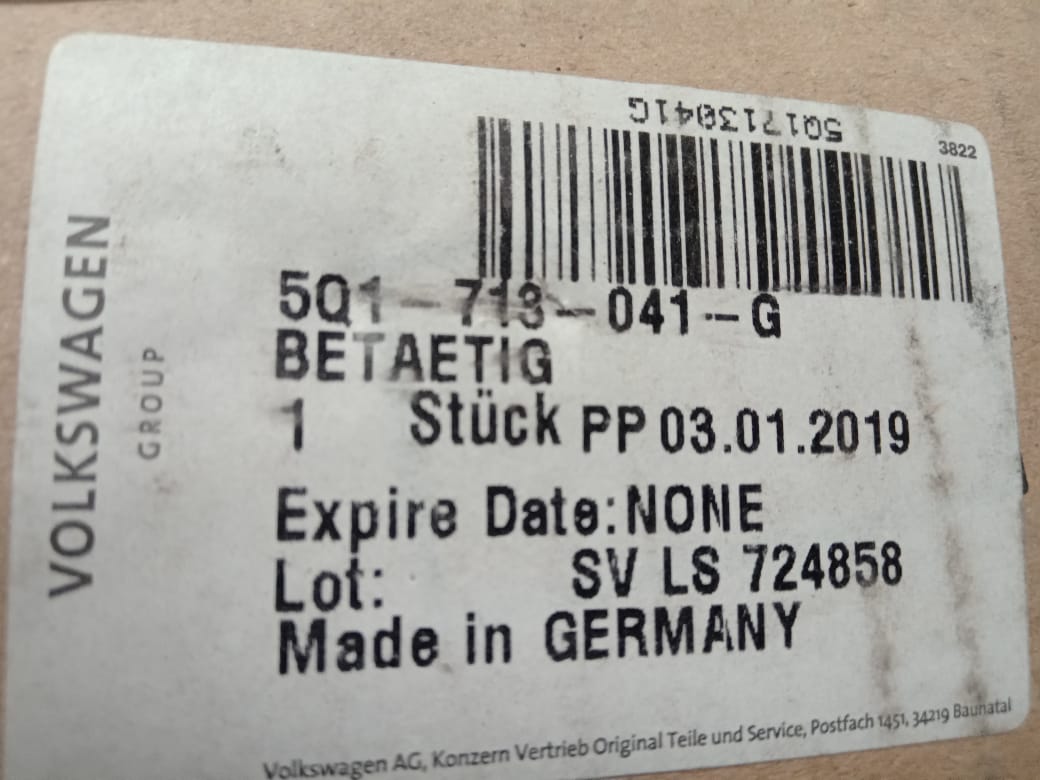 5Q1713041G
3822
VOLKSWAGEN
GROUP
5Q1-713-041-G
BETAETIG
1 Stück PP 03.01.2019
Expire Date:NONE
Lot: SV LS 724858
Made in GERMANY
Volkswagen AG, Konzern Vertrieb Original Teile und Service, Postfach 1451, 34219 Baunatal